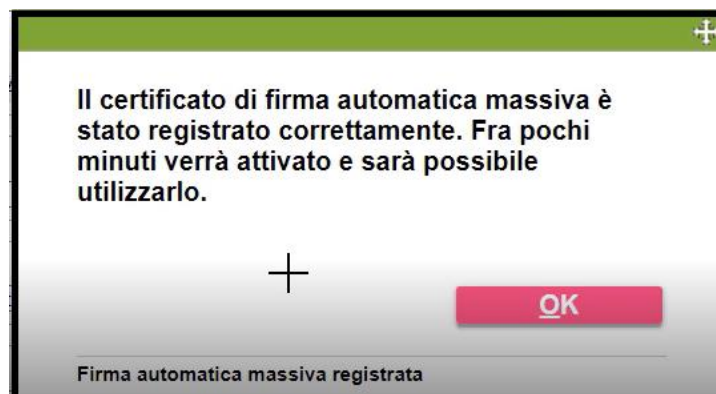 Il certificato di firma automatica massiva è
stato registrato correttamente. Fra pochi
minuti verrà attivato e sarà possibile
utilizzarlo.
OK
Firma automatica massiva registrata